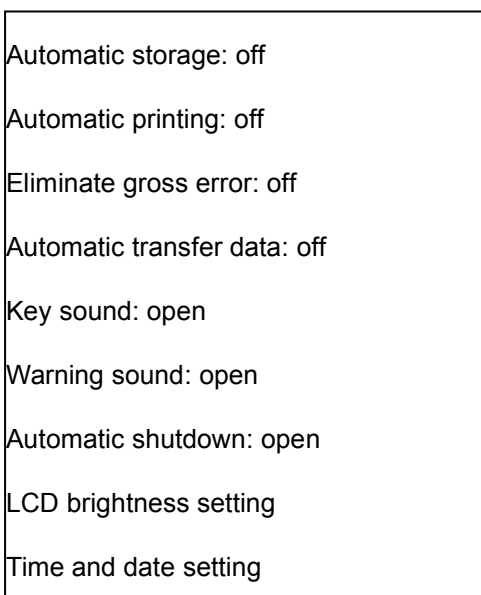 Automatic storage: off
Automatic printing: off
Eliminate gross error: off
Automatic transfer data: off
Key sound: open
Warning sound: open
Automatic shutdown: open
LCD brightness setting
Time and date setting